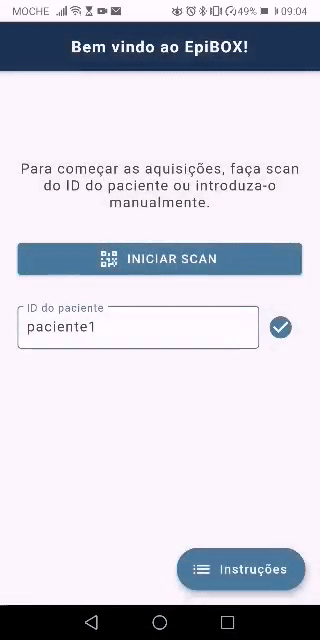 MOCHE 49% 09:04
Bem vindo ao EpiBOX!
Para começar as aquisições, faça scan
do ID do paciente ou introduza-o
manualmente.
INICIAR SCAN
ID do paciente
paciente1
Instruções